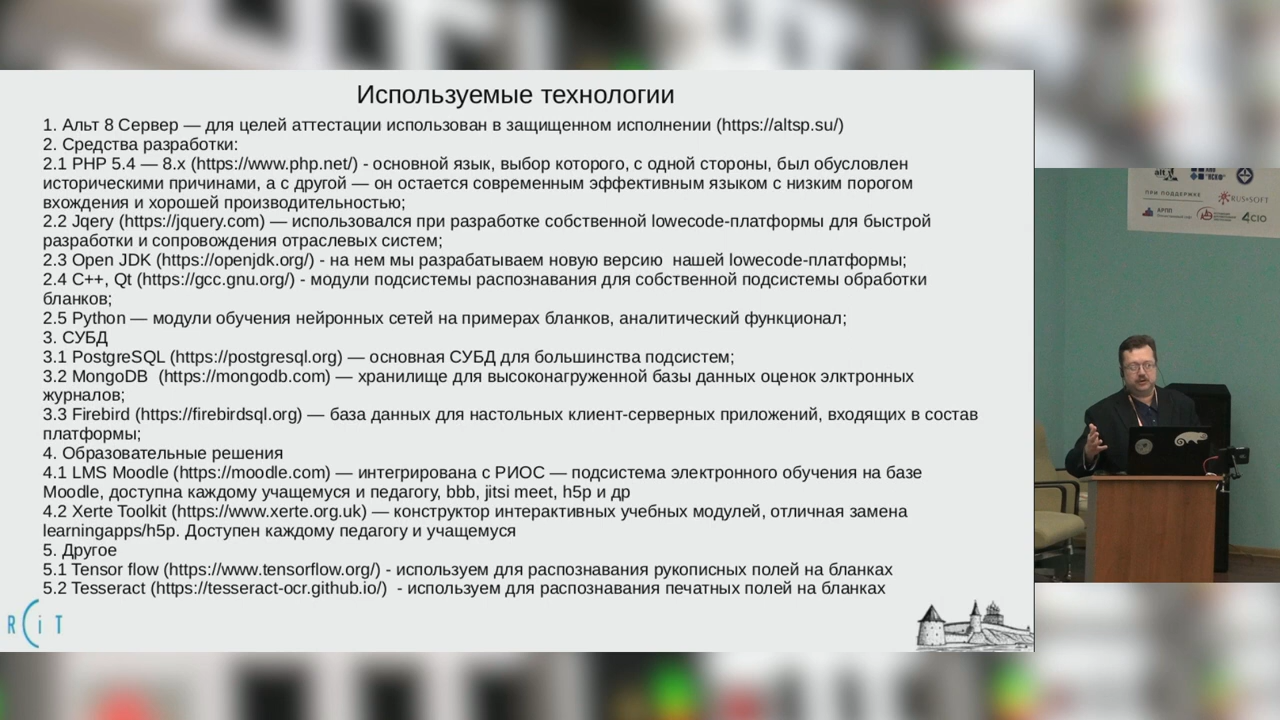 Используемые технологии
1. Альт 8 Сервер — для целей аттестации использован в защищенном исполнении (https://altsp.su/)
2. Средства разработки:
2.1 PHP 5.4 — 8.x (https://www.php.net/) - основной язык, выбор которого, с одной стороны, был обусловлен
историческими причинами, а с другой — он остается современным эффективным языком с низким порогом
вхождения и хорошей производительностью;
2.2 Jqery (https://jquery.com) — использовался при разработке собственной lowecode-платформы для быстрой
разработки и сопровождения отраслевых систем;
2.3 Open JDK (https://openjdk.org/) - на нем мы разрабатываем новую версию  нашей lowecode-платформы;
2.4 C++, Qt (https://gcc.gnu.org/) - модули подсистемы распознавания для собственной подсистемы обработки
бланков;
2.5 Python — модули обучения нейронных сетей на примерах бланков, аналитический функционал;
3. СУБД
3.1 PostgreSQL (https://postgresql.org) — основная СУБД для большинства подсистем;
3.2 MongoDB  (https://mongodb.com) — хранилище для высоконагруженной базы данных оценок элктронных
журналов;
3.3 Firebird (https://firebirdsql.org) — база данных для настольных клиент-серверных приложений, входящих в состав
платформы;
4. Образовательные решения
4.1 LMS Moodle (https://moodle.com) — интегрирована с РИОС — подсистема электронного обучения на базе
Moodle, доступна каждому учащемуся и педагогу, bbb, jitsi meet, h5p и др
4.2 Xerte Toolkit (https://www.xerte.org.uk) — конструктор интерактивных учебных модулей, отличная замена
learningapps/h5p. Доступен каждому педагогу и учащемуся
5. Другое
5.1 Tensor flow (https://www.tensorflow.org/) - используем для распознавания рукописных полей на бланках
5.2 Tesseract (https://tesseract-ocr.github.io/)  - используем для распознавания печатных полей на бланках
RiT
alt
ПРИ ПОДДЕРЖКЕ
RUSSOFT
АРПП
4CIO